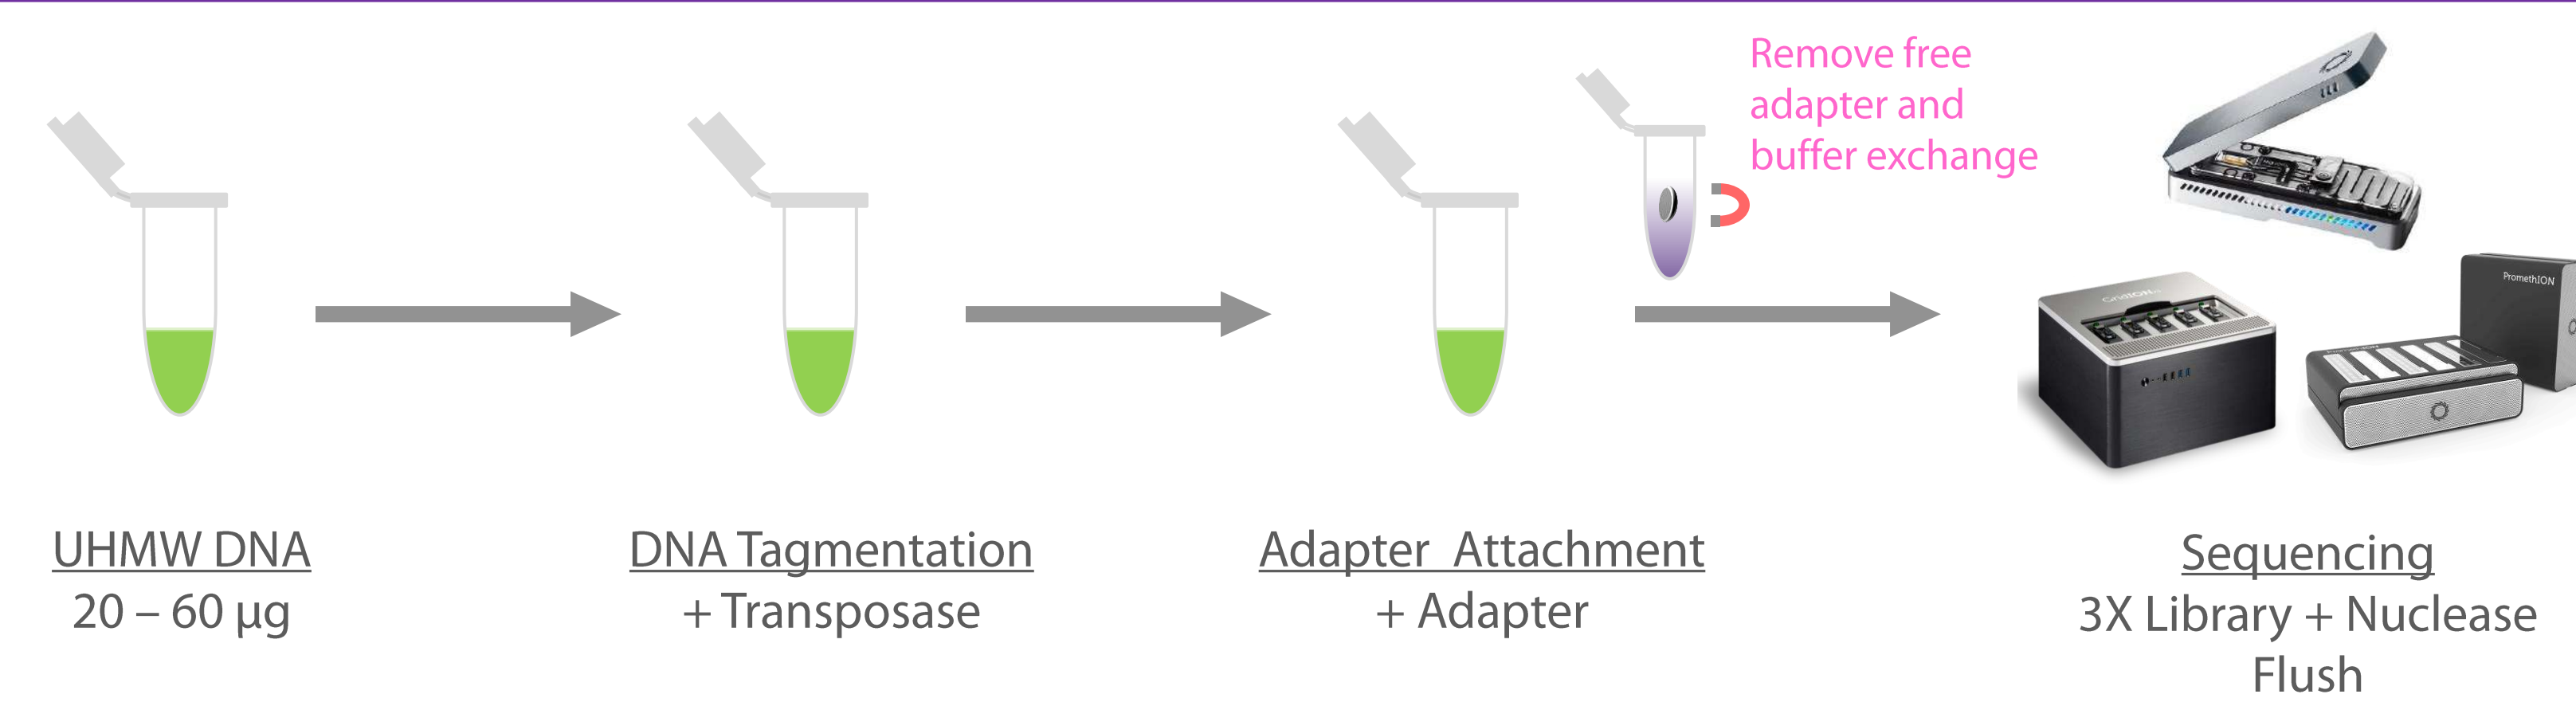 Remove free
adapter and
buffer exchange
GridION
PromethION
UHMW DNA
20 – 60 µg
DNA Tagmentation
+ Transposase
Adapter  Attachment
+ Adapter
Sequencing
3X Library + Nuclease
Flush